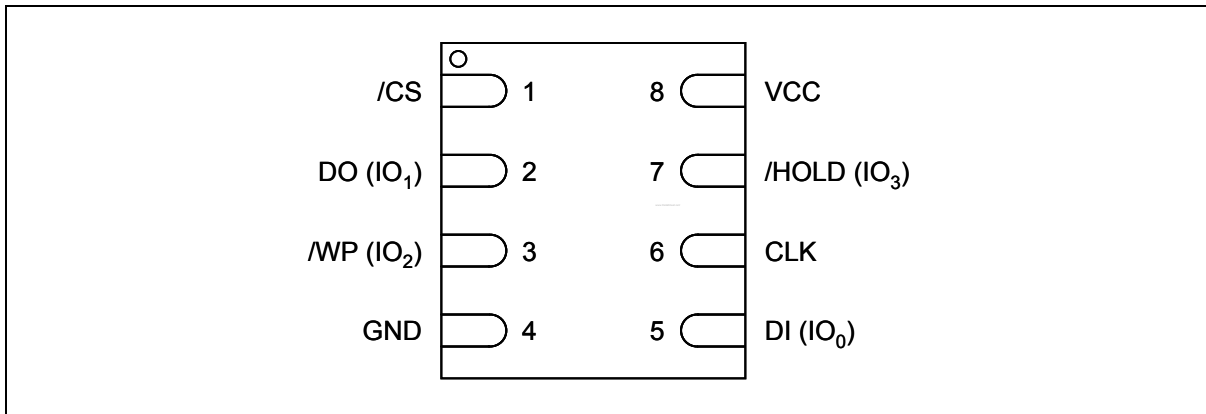 /CS 1 8 VCC
DO (IO₁) 2 7 /HOLD (IO₃)
/WP (IO₂) 3 6 CLK
GND 4 5 DI (IO₀)